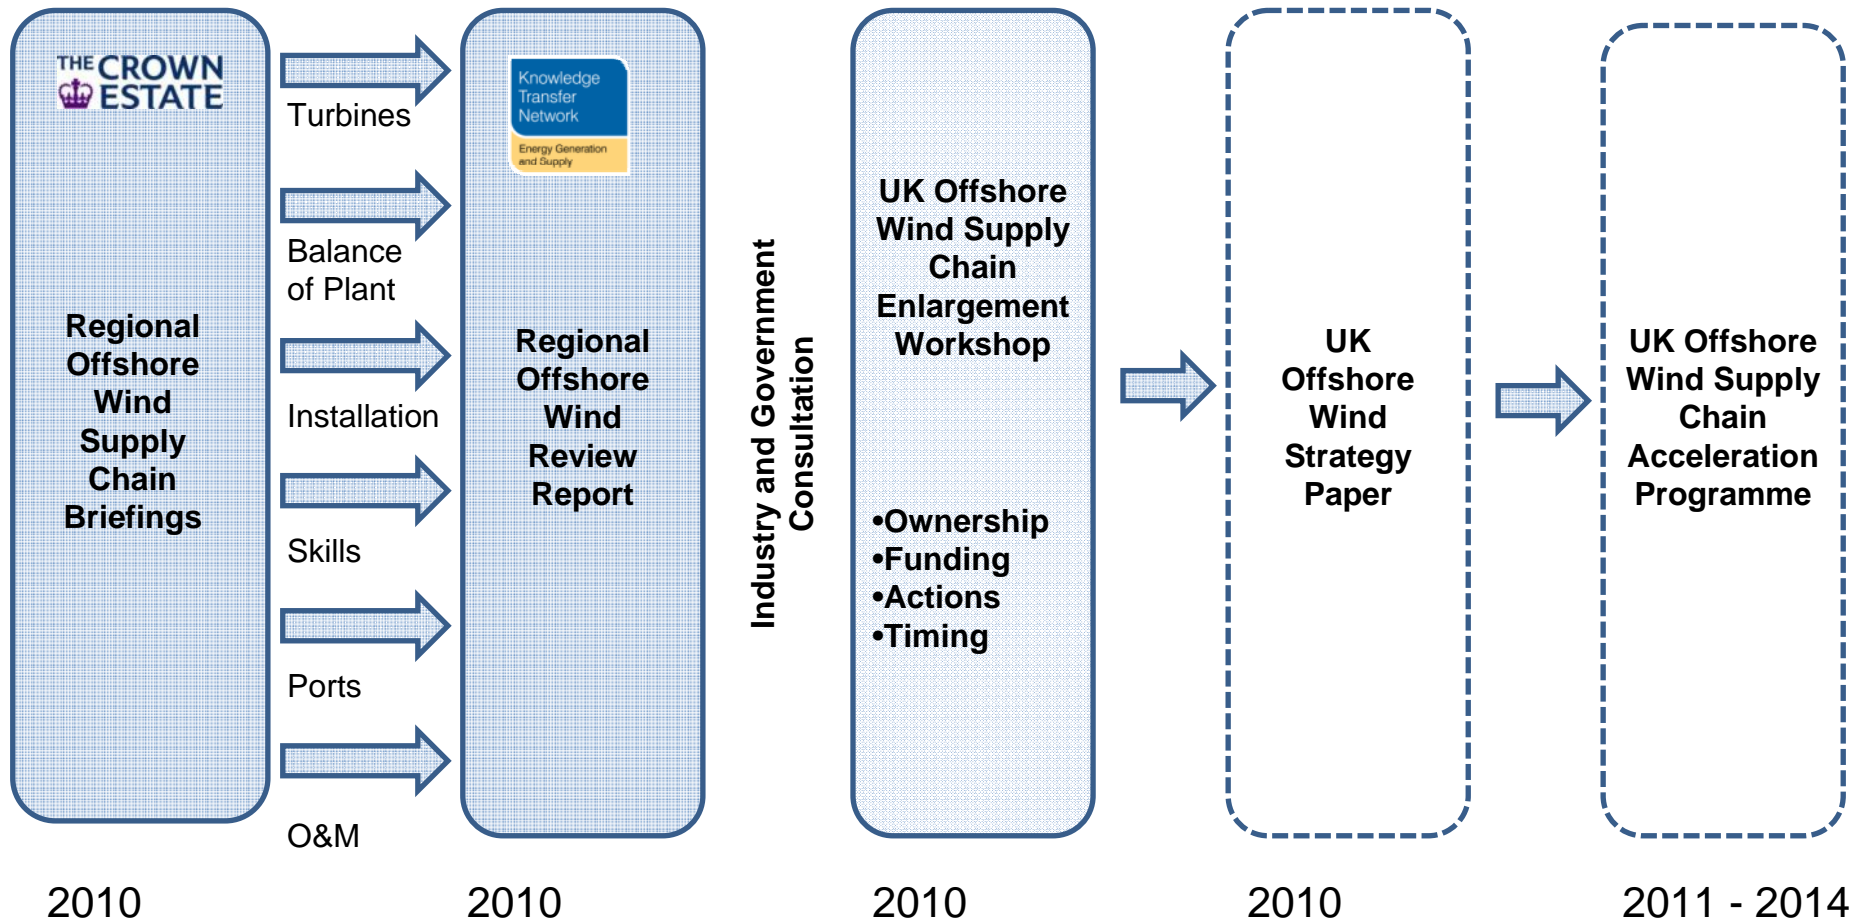 THE CROWN
ESTATE
Regional
Offshore
Wind
Supply
Chain
Briefings
Turbines
Balance
of Plant
Installation
Skills
Ports
O&M
Knowledge
Transfer
Network
Energy Generation
and Supply
Regional
Offshore
Wind
Review
Report
Industry and Government
Consultation
UK Offshore
Wind Supply
Chain
Enlargement
Workshop
•Ownership
•Funding
•Actions
•Timing
UK
Offshore
Wind
Strategy
Paper
UK Offshore
Wind Supply
Chain
Acceleration
Programme
2010
2010
2010
2010
2011 - 2014